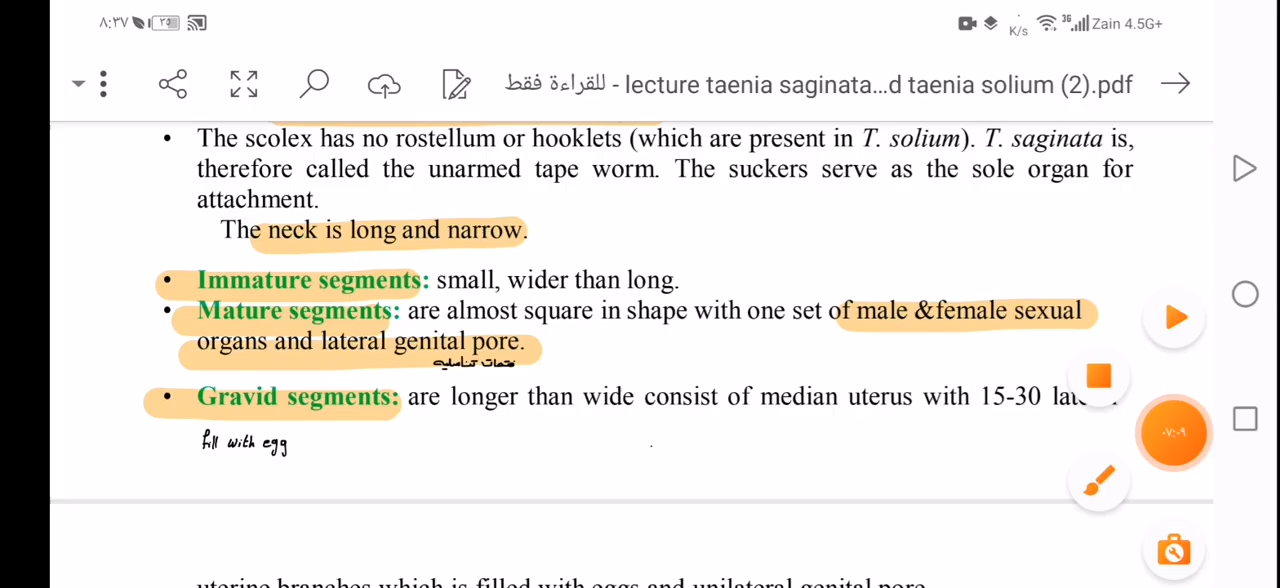 ٨:٣٧ ٢٥ K/s 3G Zain 4.5G+
للقراءة فقط - lecture taenia saginata...d taenia solium (2).pdf
• The scolex has no rostellum or hooklets (which are present in T. solium). T. saginata is,
therefore called the unarmed tape worm. The suckers serve as the sole organ for
attachment.
The neck is long and narrow.
• Immature segments: small, wider than long.
• Mature segments: are almost square in shape with one set of male &female sexual
organs and lateral genital pore.
فتحات تناسليه
• Gravid segments: are longer than wide consist of median uterus with 15-30
fill with egg
٠٧:٠٩
uterine branches which is filled with eggs and unilateral genital pore